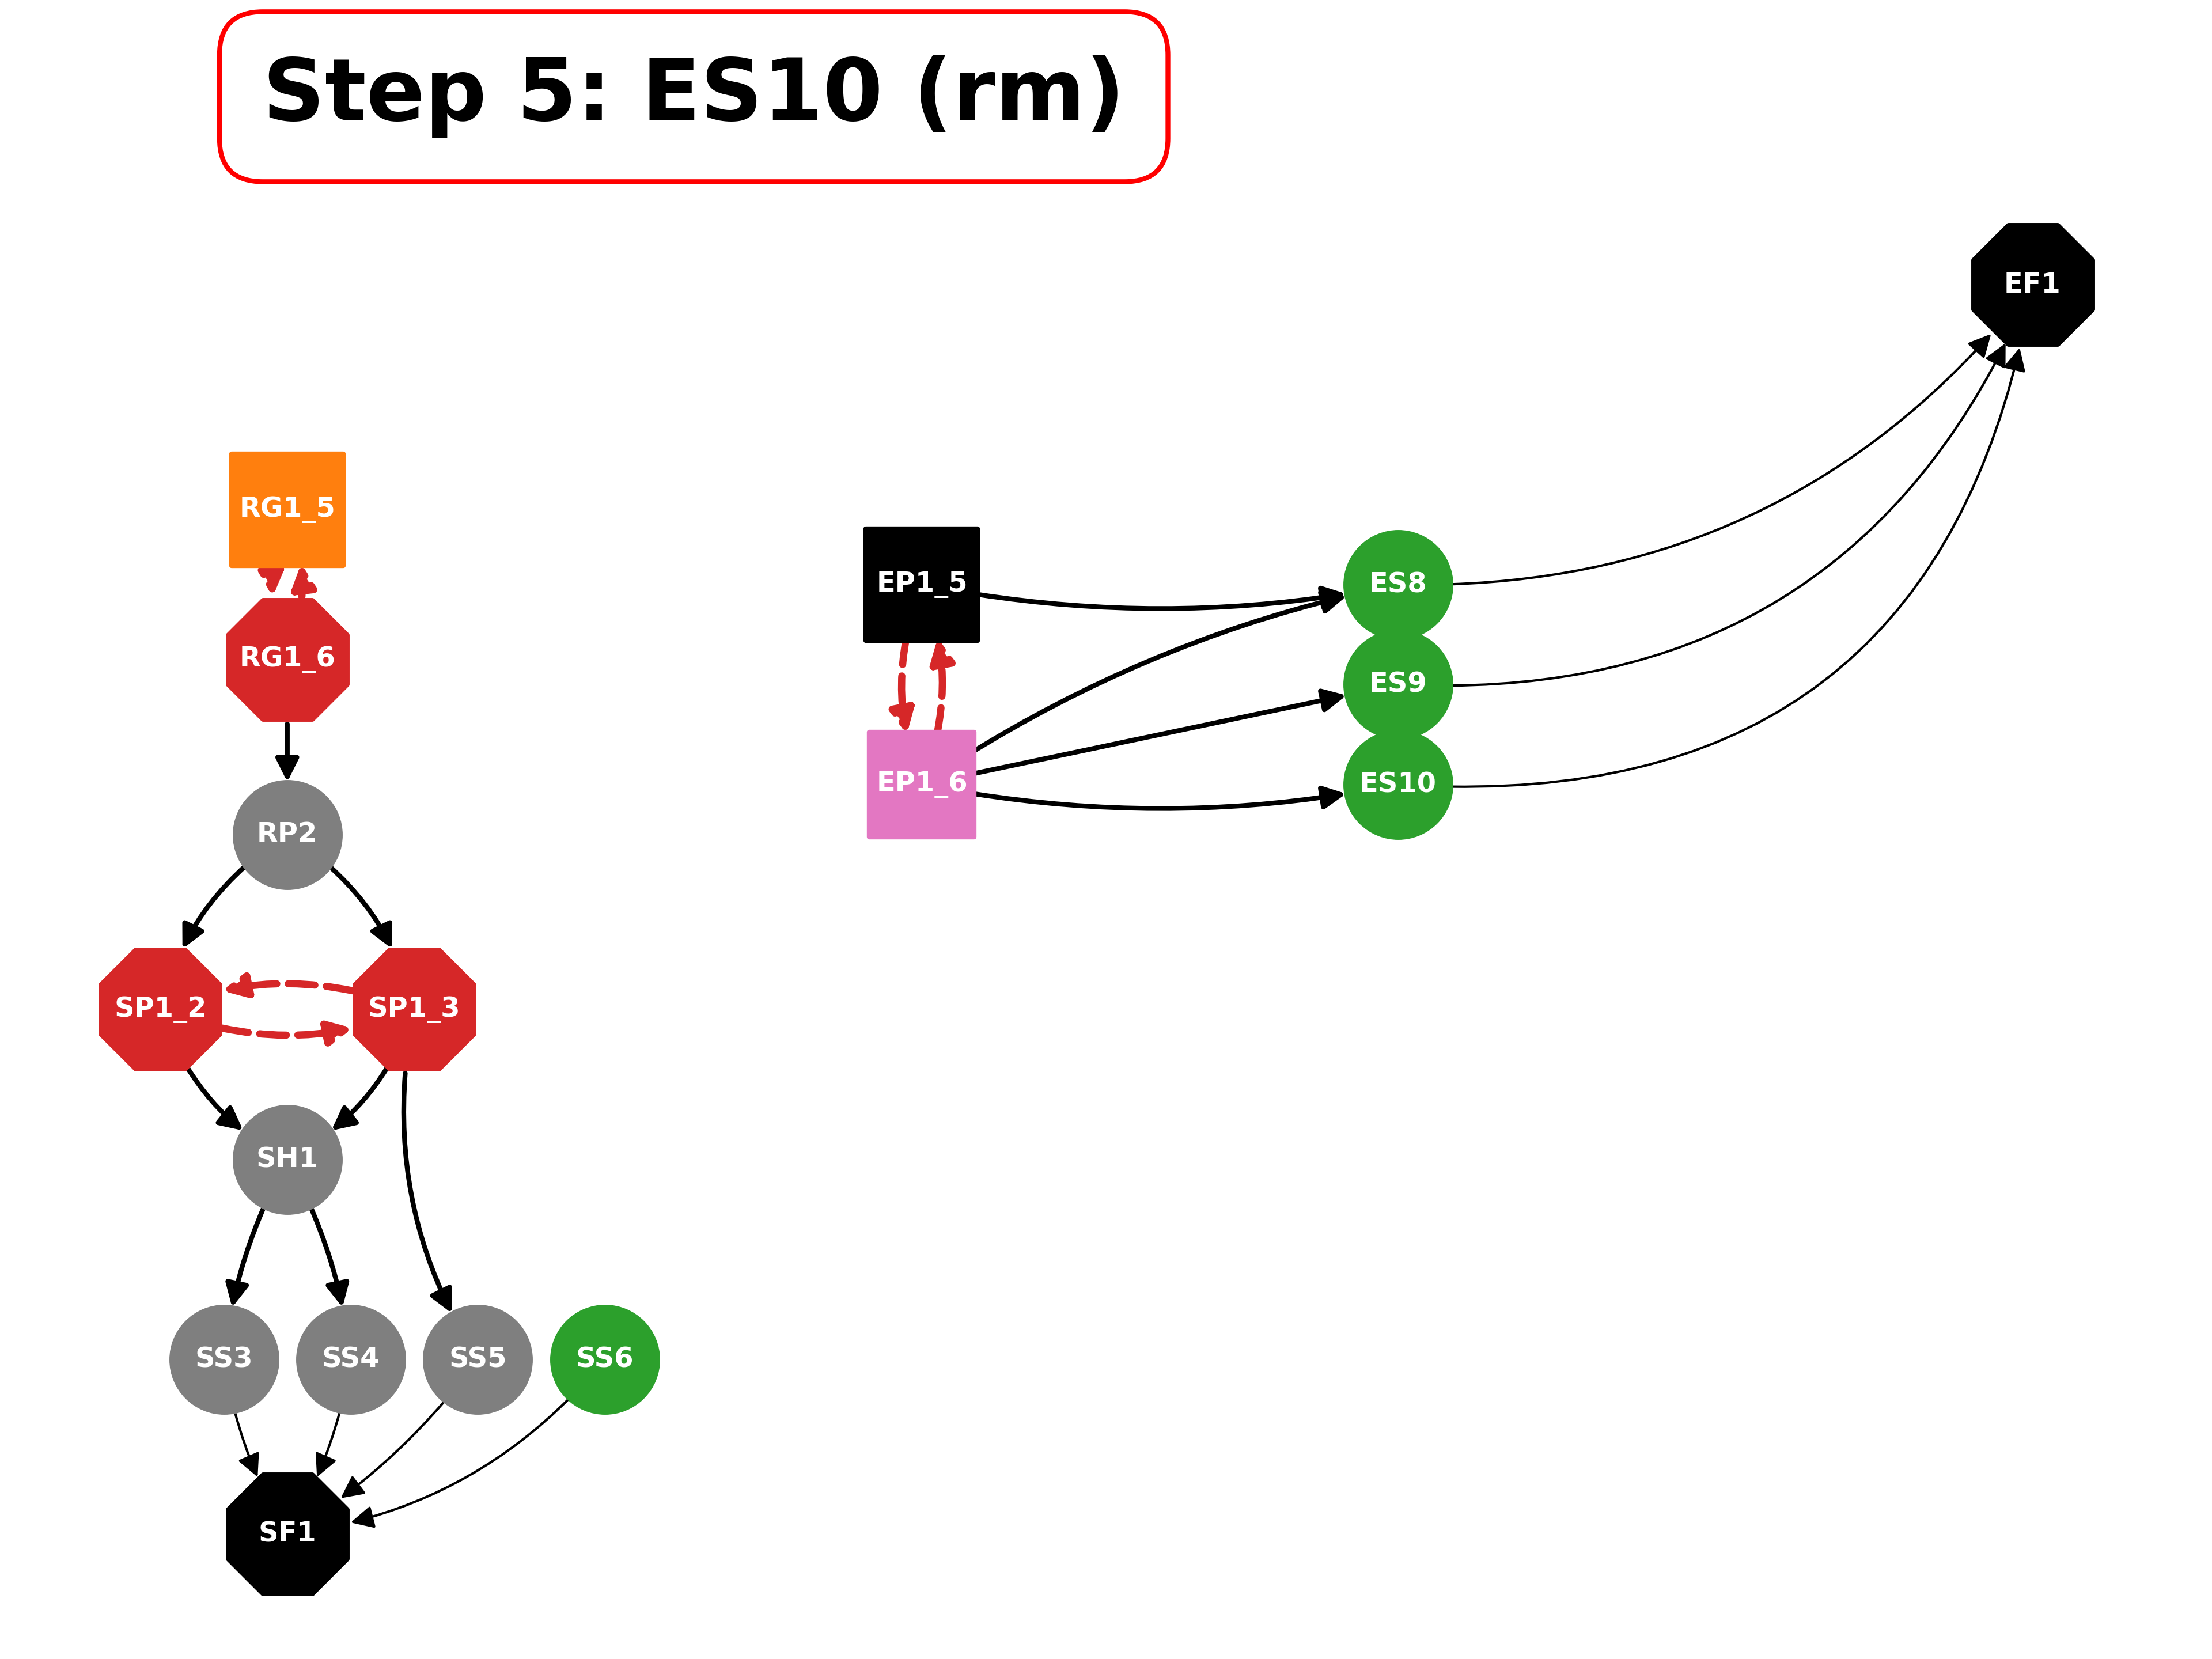 Step 5: ES10 (rm)
EF1
RG1_5
EP1_5
ES8
RG1_6
ES9
EP1_6
ES10
RP2
SP1_2
SP1_3
SH1
SS3
SS4
SS5
SS6
SF1